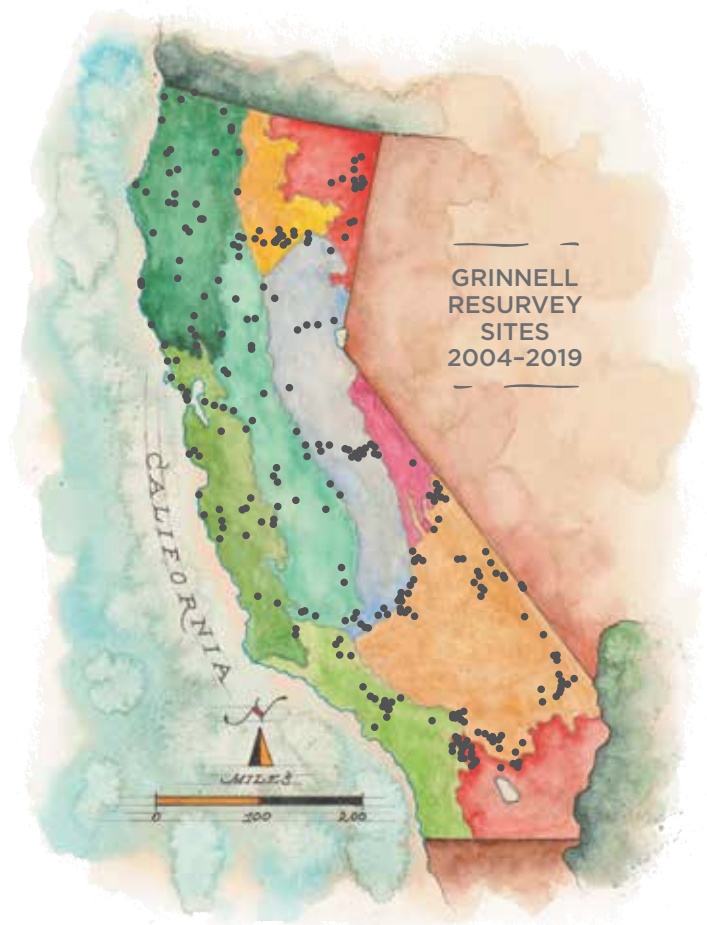 GRINNELL
RESURVEY
SITES
2004–2019
CALIFORNIA
N
MILES
0 100 200